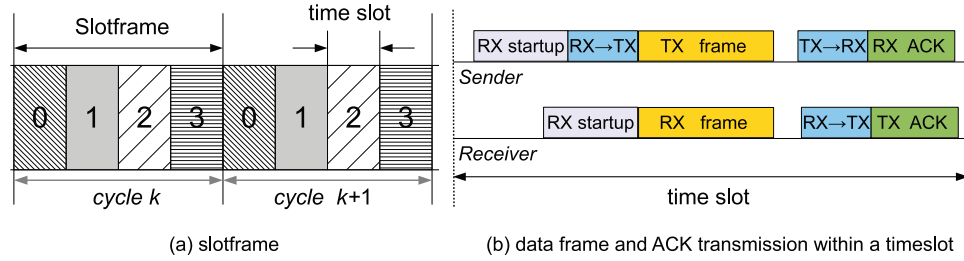 Slotframe
time slot
0 1 2 3 0 1 2 3
cycle k
cycle k+1
(a) slotframe
RX startup RX→TX TX frame TX→RX RX ACK
Sender
RX startup RX frame RX→TX TX ACK
Receiver
time slot
(b) data frame and ACK transmission within a timeslot